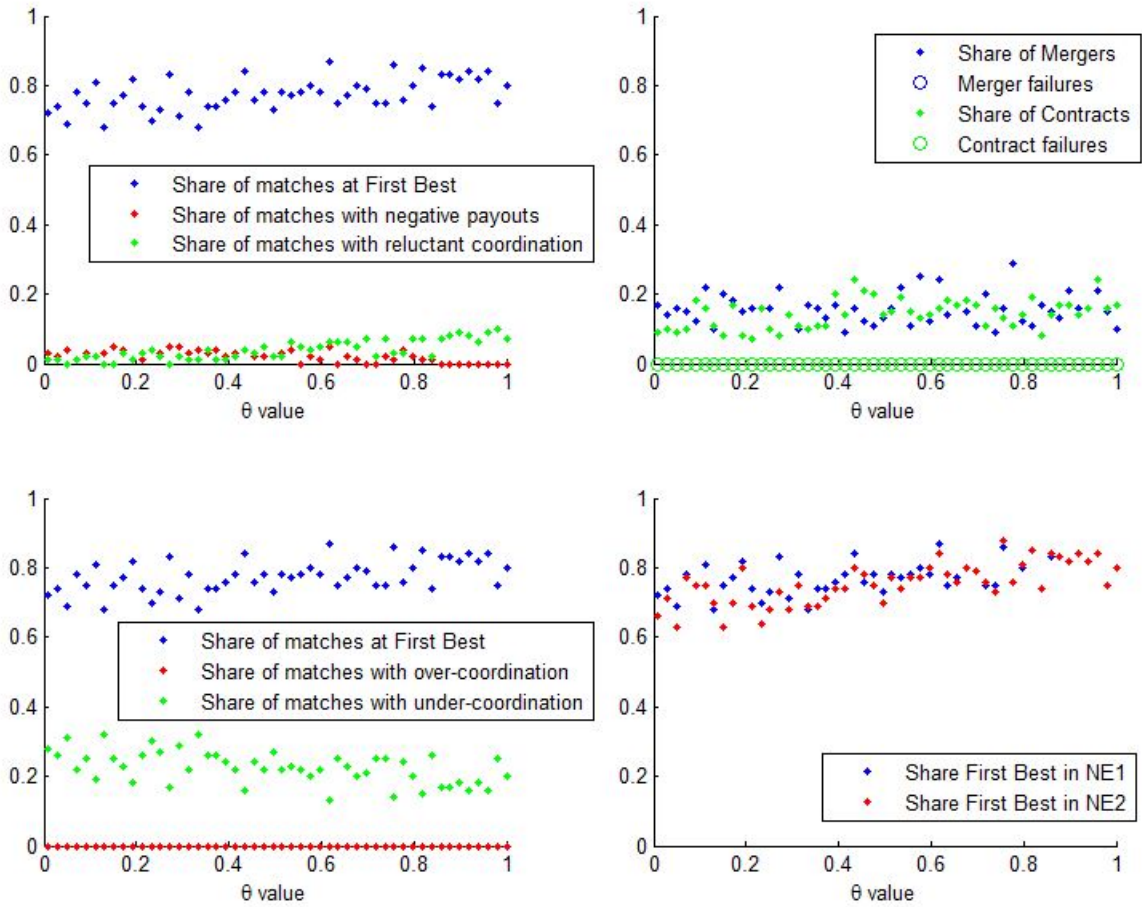 1
0.8
0.6
0.4
0.2
0
Share of matches at First Best
Share of matches with negative payouts
Share of matches with reluctant coordination
0 0.2 0.4 0.6 0.8 1
θ value
1
0.8
0.6
0.4
0.2
0
Share of Mergers
Merger failures
Share of Contracts
Contract failures
0 0.2 0.4 0.6 0.8 1
θ value
1
0.8
0.6
0.4
0.2
0
Share of matches at First Best
Share of matches with over-coordination
Share of matches with under-coordination
0 0.2 0.4 0.6 0.8 1
θ value
1
0.8
0.6
0.4
0.2
0
Share First Best in NE1
Share First Best in NE2
0 0.2 0.4 0.6 0.8 1
θ value